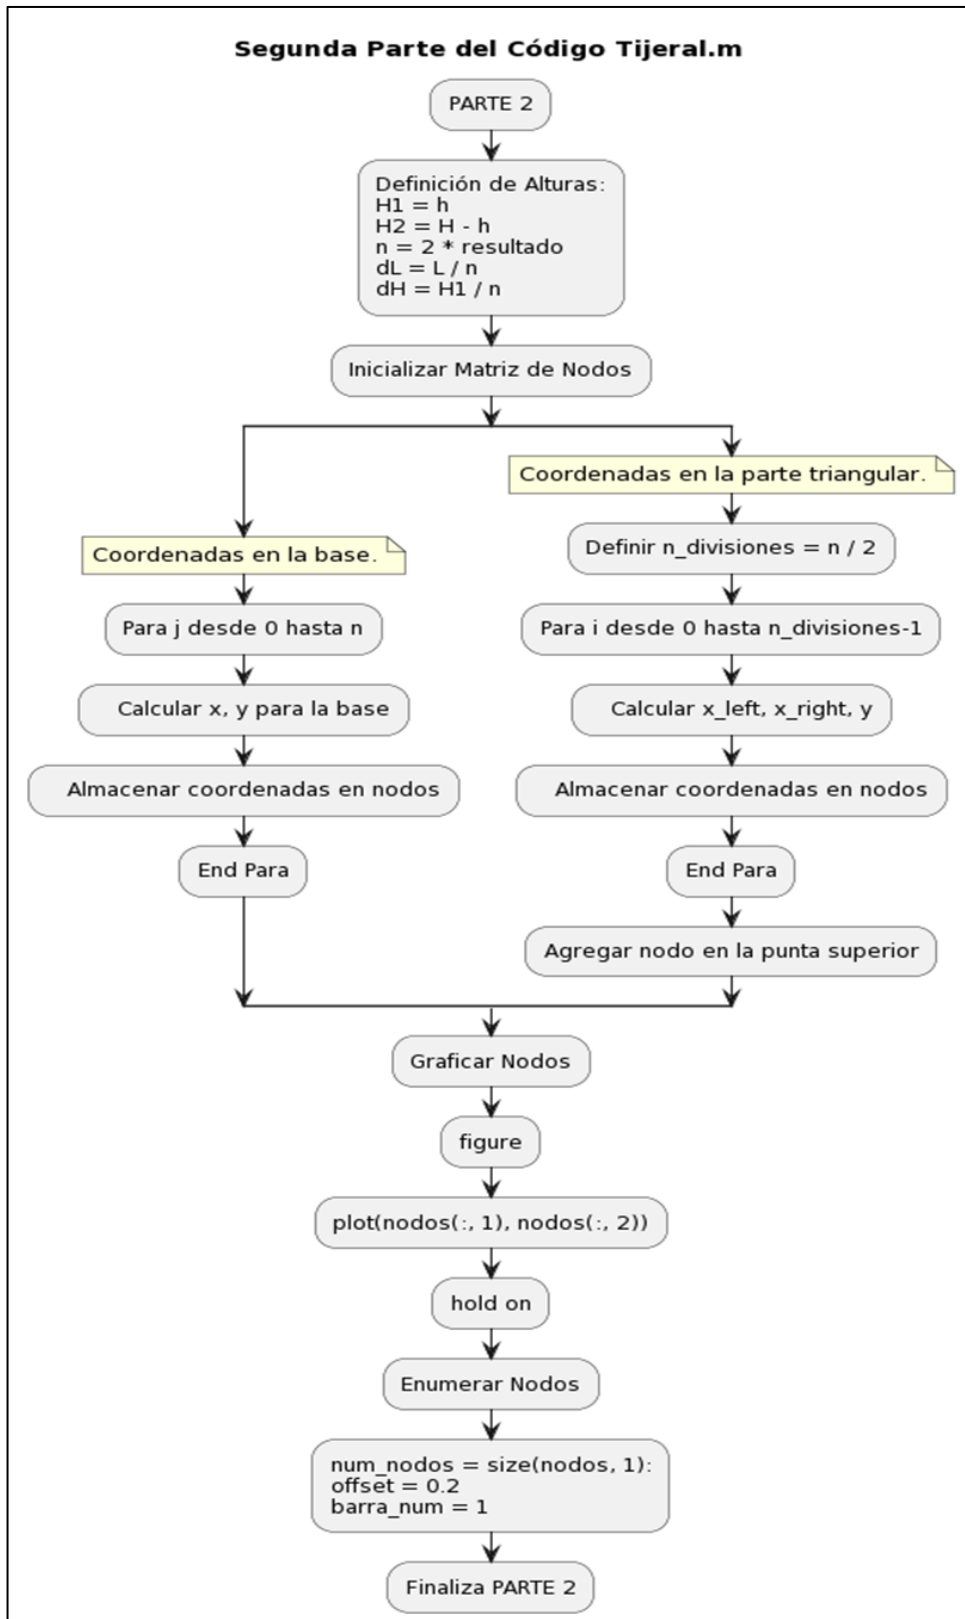 Segunda Parte del Código Tijeral.m
PARTE 2
Definición de Alturas:
H1 = h
H2 = H - h
n = 2 * resultado
dL = L / n
dH = H1 / n
Inicializar Matriz de Nodos
Coordenadas en la base.
Para j desde 0 hasta n
Calcular x, y para la base
Almacenar coordenadas en nodos
End Para
Coordenadas en la parte triangular.
Definir n_divisiones = n / 2
Para i desde 0 hasta n_divisiones-1
Calcular x_left, x_right, y
Almacenar coordenadas en nodos
End Para
Agregar nodo en la punta superior
Graficar Nodos
figure
plot(nodos(:, 1), nodos(:, 2))
hold on
Enumerar Nodos
num_nodos = size(nodos, 1):
offset = 0.2
barra_num = 1
Finaliza PARTE 2